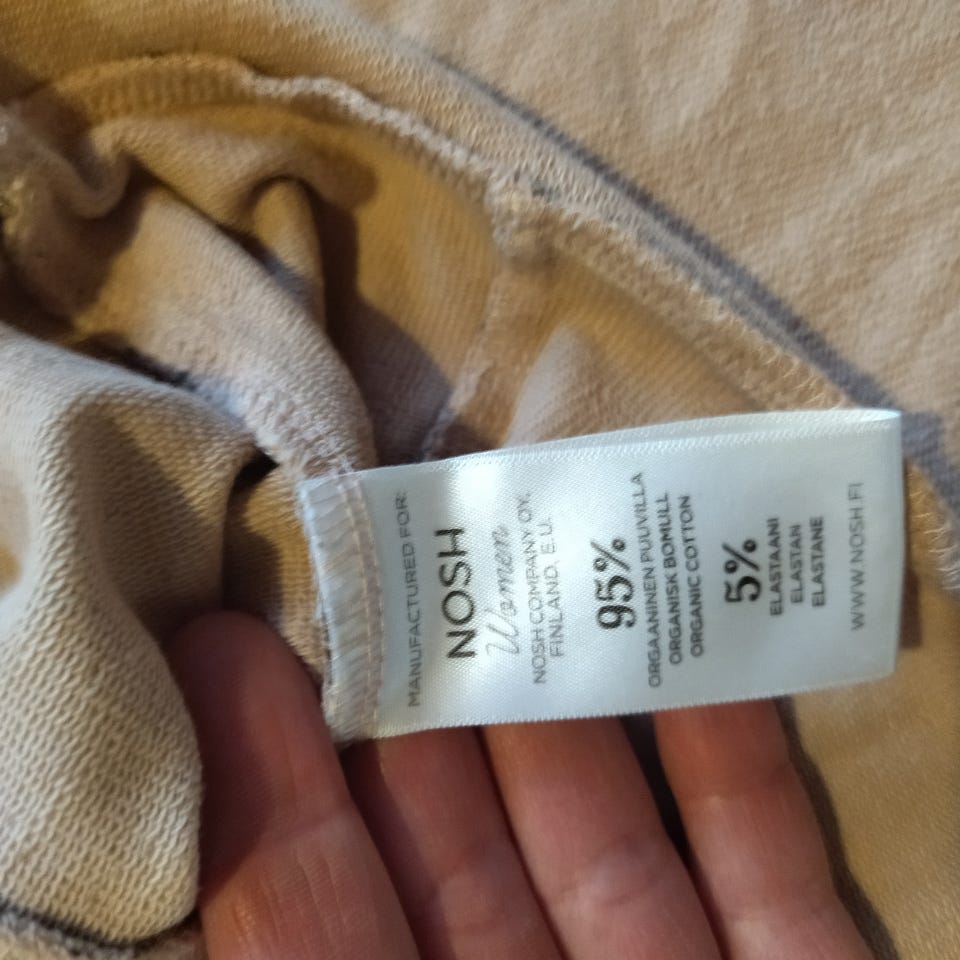 MANUFACTURED FOR:
NOSH
Women
NOSH COMPANY OY,
FINLAND, E.U.
95%
ORGAANINEN PUUVILLA
ORGANISK BOMULL
ORGANIC COTTON
5%
ELASTAANI
ELASTAN
ELASTANE
WWW.NOSH.FI